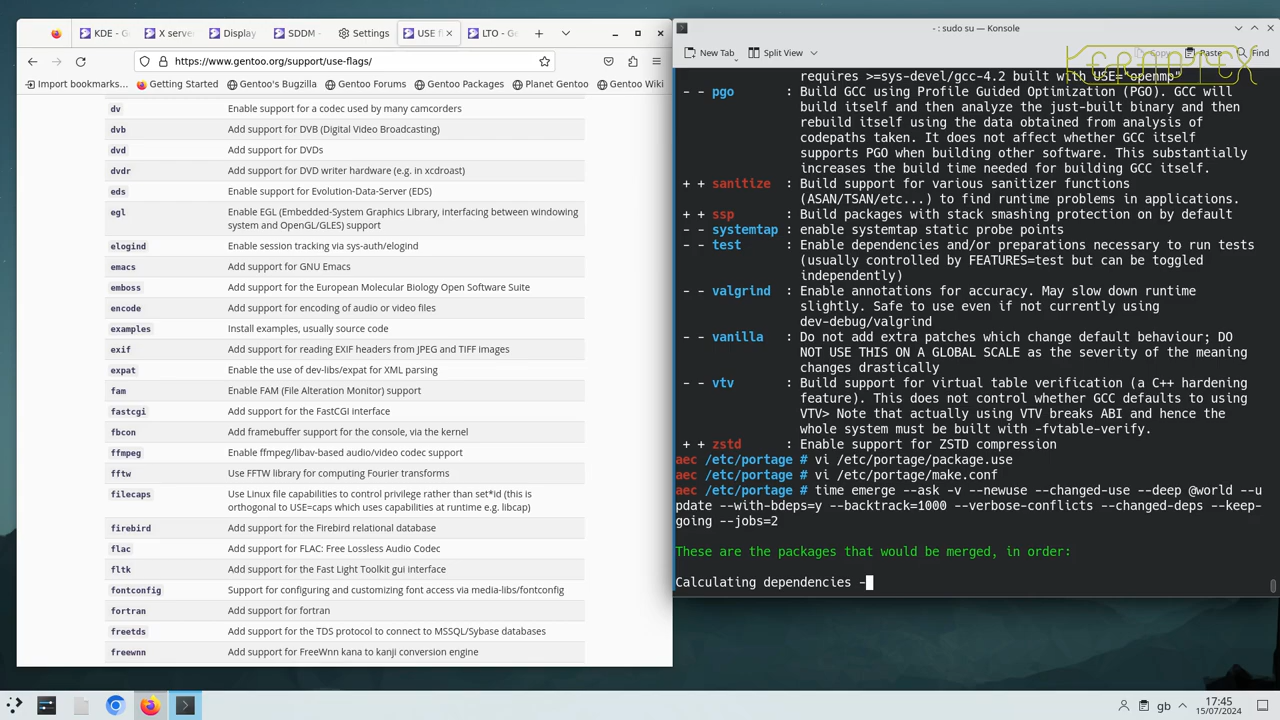 KDE - G
X serve
Display
SDDM -
Settings
USE f
LTO - G
https://www.gentoo.org/support/use-flags/
Import bookmarks...
Getting Started
Gentoo's Bugzilla
Gentoo Forums
Gentoo Packages
Planet Gentoo
Gentoo Wiki
dv Enable support for a codec used by many camcorders
dvb Add support for DVB (Digital Video Broadcasting)
dvd Add support for DVDs
dvdr Add support for DVD writer hardware (e.g. in xcdroast)
eds Enable support for Evolution-Data-Server (EDS)
egl Enable EGL (Embedded-System Graphics Library, interfacing between windowing
system and OpenGL/GLES) support
elogind Enable session tracking via sys-auth/elogind
emacs Add support for GNU Emacs
emboss Add support for the European Molecular Biology Open Software Suite
encode Add support for encoding of audio or video files
examples Install examples, usually source code
exif Add support for reading EXIF headers from JPEG and TIFF images
expat Enable the use of dev-libs/expat for XML parsing
fam Enable FAM (File Alteration Monitor) support
fastcgi Add support for the FastCGI interface
fbcon Add framebuffer support for the console, via the kernel
ffmpeg Enable ffmpeg/libav-based audio/video codec support
fftw Use FFTW library for computing Fourier transforms
filecaps Use Linux file capabilities to control privilege rather than set*id (this is
orthogonal to USE=caps which uses capabilities at runtime e.g. libcap)
firebird Add support for the Firebird relational database
flac Add support for FLAC: Free Lossless Audio Codec
fltk Add support for the Fast Light Toolkit gui interface
fontconfig Support for configuring and customizing font access via media-libs/fontconfig
fortran Add support for fortran
freetds Add support for the TDS protocol to connect to MSSQL/Sybase databases
freewnn Add support for FreeWnn kana to kanji conversion engine
- : sudo su — Konsole
New Tab
Split View
Copy
Paste
Find
KERNOTEX
requires >=sys-devel/gcc-4.2 built with USE="openmp"
- - pgo : Build GCC using Profile Guided Optimization (PGO). GCC will
build itself and then analyze the just-built binary and then
rebuild itself using the data obtained from analysis of
codepaths taken. It does not affect whether GCC itself
supports PGO when building other software. This substantially
increases the build time needed for building GCC itself.
+ + sanitize : Build support for various sanitizer functions
(ASAN/TSAN/etc...) to find runtime problems in applications.
+ + ssp : Build packages with stack smashing protection on by default
- - systemtap : enable systemtap static probe points
- - test : Enable dependencies and/or preparations necessary to run tests
(usually controlled by FEATURES=test but can be toggled
independently)
- - valgrind : Enable annotations for accuracy. May slow down runtime
slightly. Safe to use even if not currently using
dev-debug/valgrind
- - vanilla : Do not add extra patches which change default behaviour; DO
NOT USE THIS ON A GLOBAL SCALE as the severity of the meaning
changes drastically
- - vtv : Build support for virtual table verification (a C++ hardening
feature). This does not control whether GCC defaults to using
VTV> Note that actually using VTV breaks ABI and hence the
whole system must be built with -fvtable-verify.
+ + zstd : Enable support for ZSTD compression
aec /etc/portage # vi /etc/portage/package.use
aec /etc/portage # vi /etc/portage/make.conf
aec /etc/portage # time emerge --ask -v --newuse --changed-use --deep @world --u
pdate --with-bdeps=y --backtrack=1000 --verbose-conflicts --changed-deps --keep-
going --jobs=2
These are the packages that would be merged, in order:
Calculating dependencies -
gb
17:45
15/07/2024